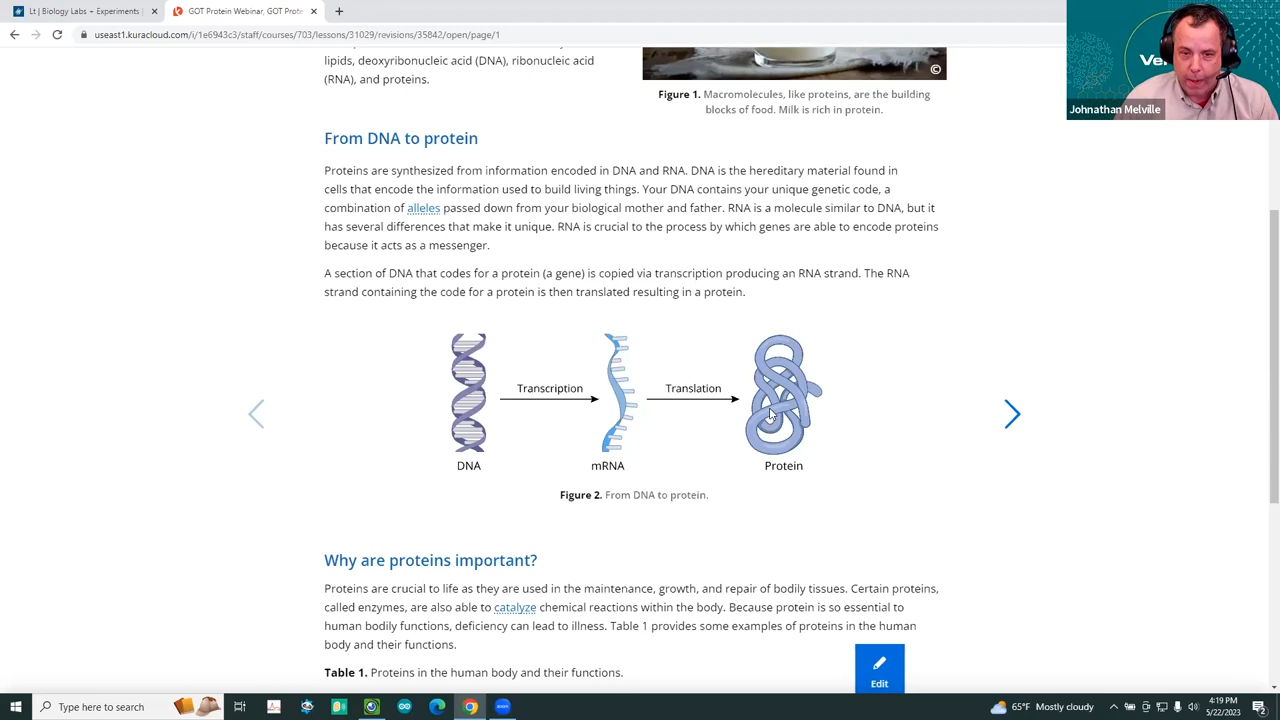 Lt | Biology Labs + Experiments
GOT Protein Webinar, GOT Prote
useast1.kuracloud.com/i/1e6943c3/staff/courses/703/lessons/31029/revisions/35842/open/page/1
Johnathan Melville
lipids, deoxyribonucleic acid (DNA), ribonucleic acid
(RNA), and proteins.
©
Figure 1. Macromolecules, like proteins, are the building
blocks of food. Milk is rich in protein.
From DNA to protein
Proteins are synthesized from information encoded in DNA and RNA. DNA is the hereditary material found in
cells that encode the information used to build living things. Your DNA contains your unique genetic code, a
combination of alleles passed down from your biological mother and father. RNA is a molecule similar to DNA, but it
has several differences that make it unique. RNA is crucial to the process by which genes are able to encode proteins
because it acts as a messenger.
A section of DNA that codes for a protein (a gene) is copied via transcription producing an RNA strand. The RNA
strand containing the code for a protein is then translated resulting in a protein.
Transcription
Translation
DNA
mRNA
Protein
Figure 2. From DNA to protein.
Why are proteins important?
Proteins are crucial to life as they are used in the maintenance, growth, and repair of bodily tissues. Certain proteins,
called enzymes, are also able to catalyze chemical reactions within the body. Because protein is so essential to
human bodily functions, deficiency can lead to illness. Table 1 provides some examples of proteins in the human
body and their functions.
Table 1. Proteins in the human body and their functions.
Edit
Type here to search
65°F Mostly cloudy
4:19 PM
5/22/2023